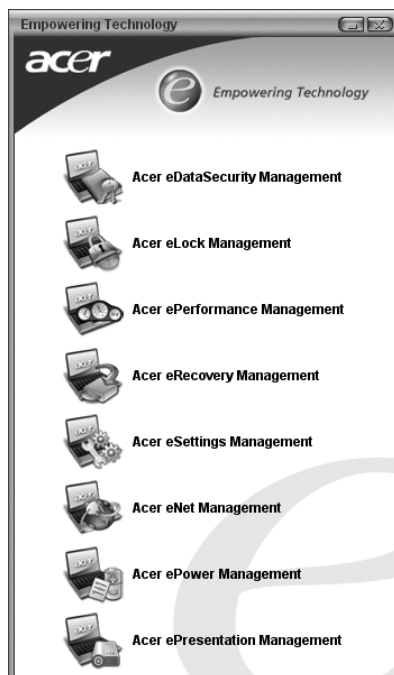 Empowering Technology
acer
e Empowering Technology
Acer eDataSecurity Management
Acer eLock Management
Acer ePerformance Management
Acer eRecovery Management
Acer eSettings Management
Acer eNet Management
Acer ePower Management
Acer ePresentation Management